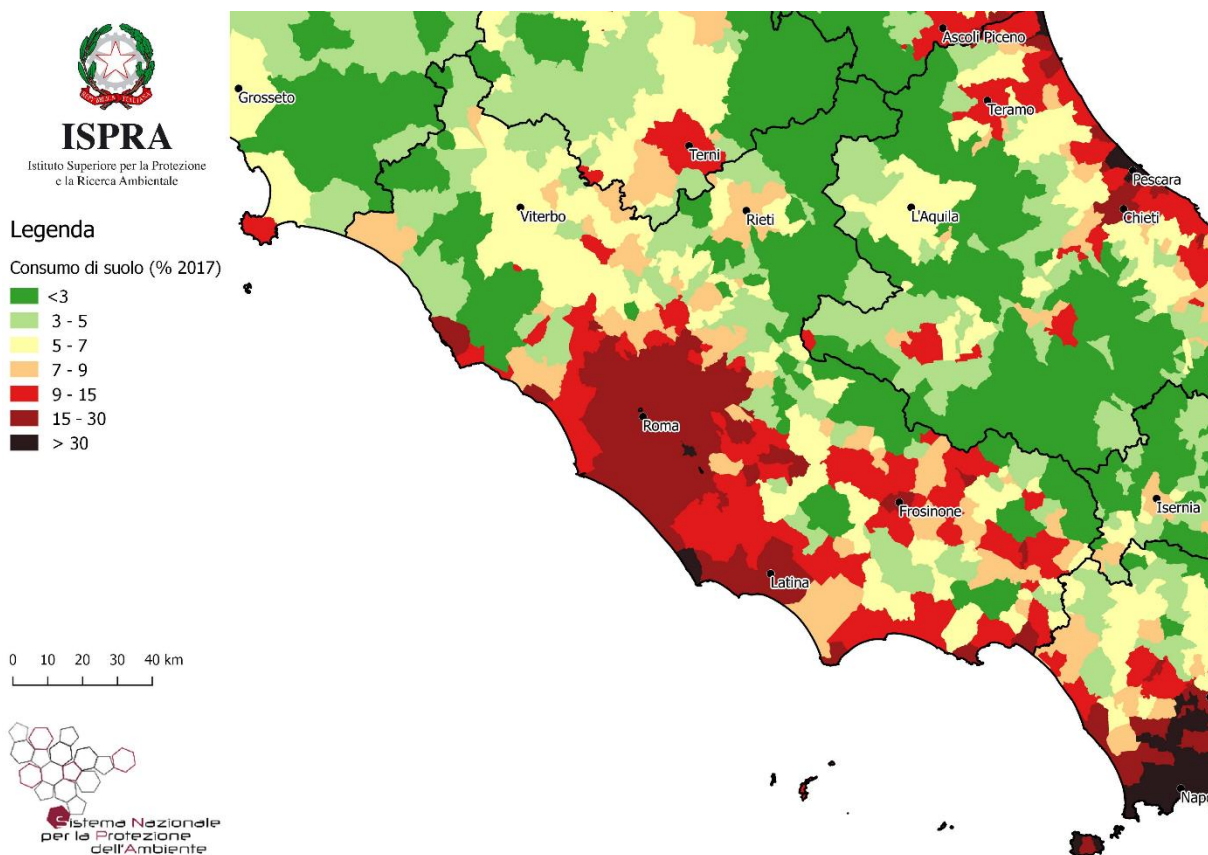 ISPRA
Istituto Superiore per la Protezione
e la Ricerca Ambientale
Legenda
Consumo di suolo (% 2017)
<3
3 - 5
5 - 7
7 - 9
9 - 15
15 - 30
> 30
Ascoli Piceno
Grosseto
Teramo
Terni
Pescara
Viterbo
Rieti
L'Aquila
Chieti
Roma
Frosinone
Isernia
Latina
Napo
0 10 20 30 40 km
Sistema Nazionale
per la Protezione
dell'Ambiente